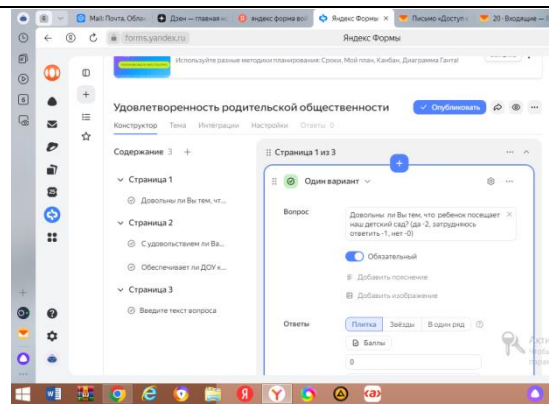 Mail: Почта, Обла
Дзен — главная
яндекс форма вой
Яндекс Формы
Письмо «Доступ
20 · Входящие —
forms.yandex.ru
Яндекс Формы
Используйте разные методики планирования: Сроки, Мой план, Канбан, Диаграмма Ганта!
Удовлетворенность родительской общественности
Опубликовать
Конструктор Тема Интеграции Настройки Ответы 0
Содержание 3 +
Страница 1 из 3
Страница 1
Один вариант
Довольны ли Вы тем, чт...
Вопрос
Довольны ли Вы тем, что ребенок посещает
наш детский сад? (да -2, затрудняюсь
ответить -1, нет -0)
Страница 2
С удовольствием ли Ва...
Обязательный
Обеспечивает ли ДОУ к...
Добавить пояснение
Добавить изображение
Страница 3
Введите текст вопроса
Ответы
Плитка Звёзды В один ряд
Баллы
0